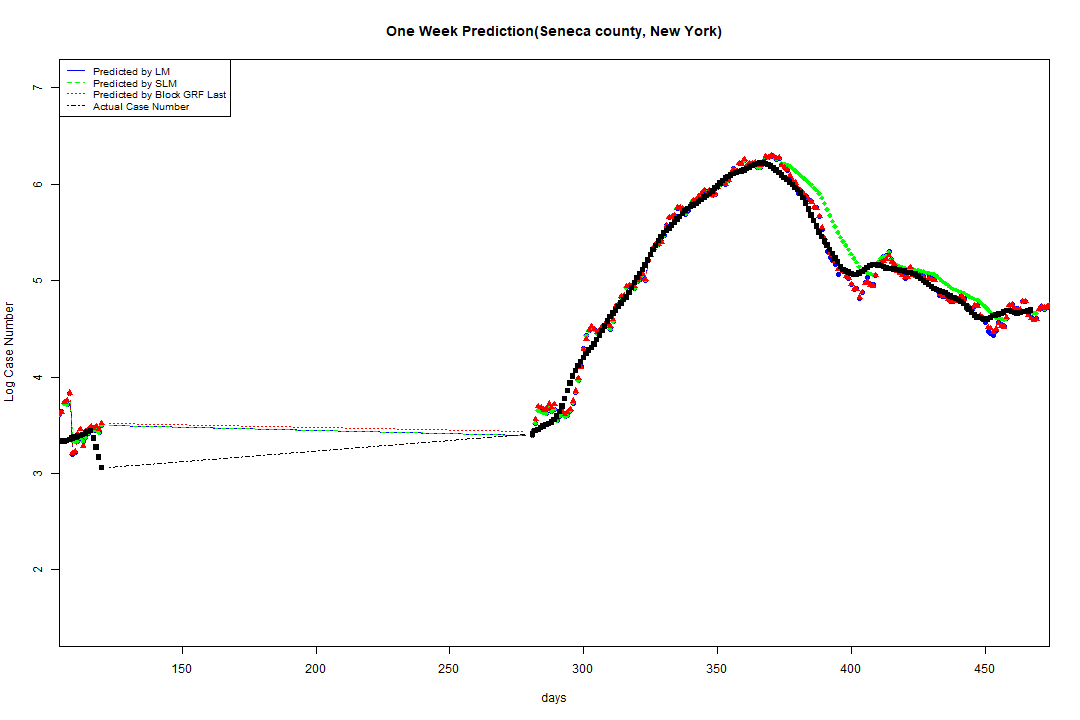 One Week Prediction(Seneca county, New York)
Predicted by LM
Predicted by SLM
Predicted by Block GRF Last
Actual Case Number
7
6
5
4
3
2
Log Case Number
150 200 250 300 350 400 450
days